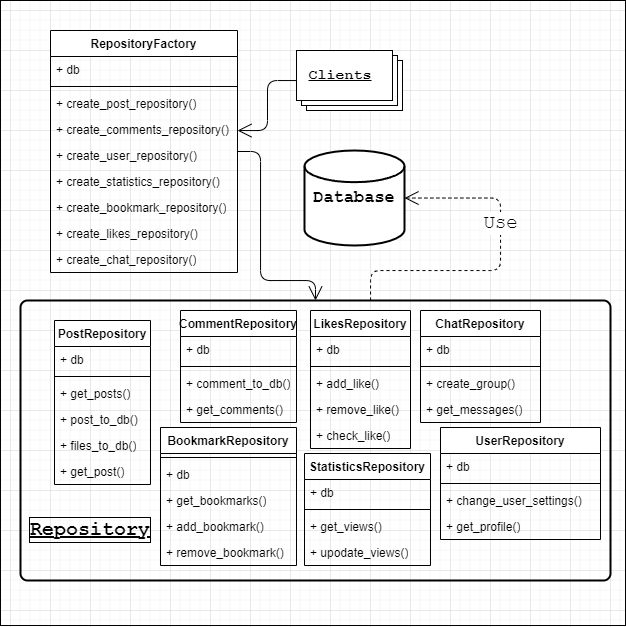 RepositoryFactory
+ db
+ create_post_repository()
+ create_comments_repository()
+ create_user_repository()
+ create_statistics_repository()
+ create_bookmark_repository()
+ create_likes_repository()
+ create_chat_repository()
Clients
Database
Use
PostRepository
+ db
+ get_posts()
+ post_to_db()
+ files_to_db()
+ get_post()
CommentRepository
+ db
+ comment_to_db()
+ get_comments()
LikesRepository
+ db
+ add_like()
+ remove_like()
+ check_like()
ChatRepository
+ db
+ create_group()
+ get_messages()
BookmarkRepository
+ db
+ get_bookmarks()
+ add_bookmark()
+ remove_bookmark()
StatisticsRepository
+ db
+ get_views()
+ upodate_views()
UserRepository
+ db
+ change_user_settings()
+ get_profile()
Repository